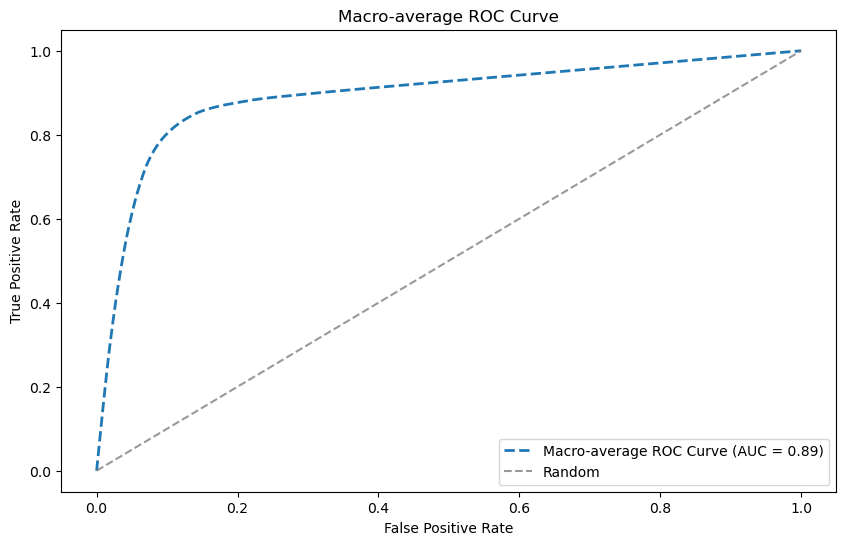 Macro-average ROC Curve
True Positive Rate
1.0
0.8
0.6
0.4
0.2
0.0
Macro-average ROC Curve (AUC = 0.89)
Random
0.0 0.2 0.4 0.6 0.8 1.0
False Positive Rate